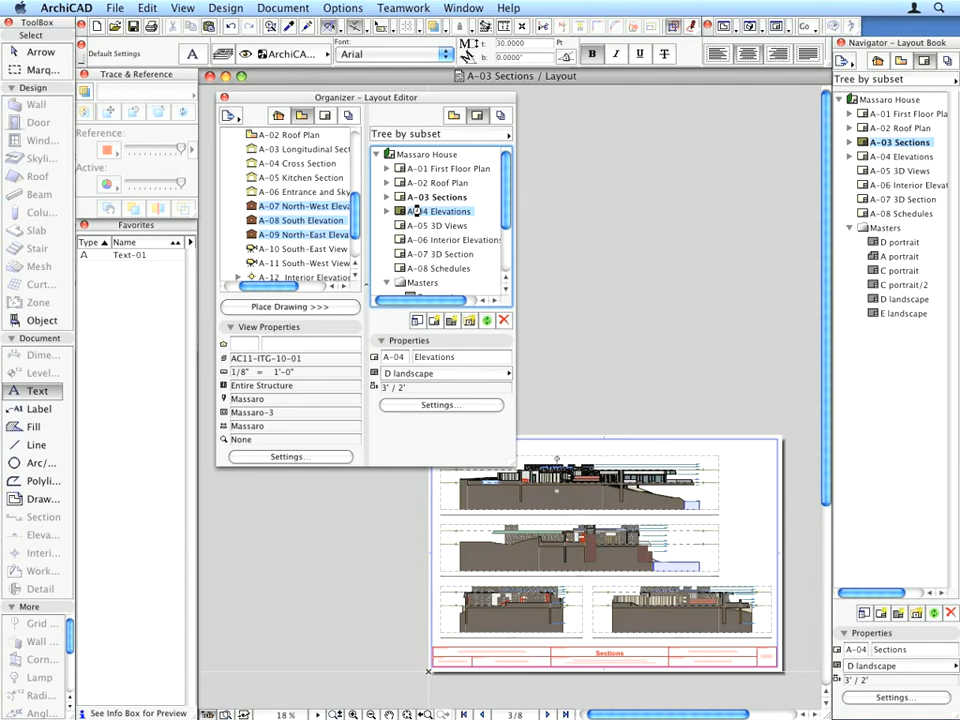 ArchiCAD File Edit View Design Document Options Teamwork Window Help
ToolBox
Select
Arrow
Marq...
Design
Wall
Door
Wind...
Skyli...
Roof
Beam
Colu...
Slab
Stair
Mesh
Curt...
Zone
Object
Document
Dime...
Level...
Text
Label
Fill
Line
Arc/...
Polyli...
Draw...
Section
Eleva...
Interi...
Work...
Detail
More
Grid ...
Wall ...
Corn...
Lamp
Radi...
Angl...
Default Settings
ArchiCA...
Font:
Arial
M
t: 30.0000 Pt
b: 0.0000°
B I U T
Go
Trace & Reference
Reference:
Active:
Favorites
Type Name
Text-01
See Info Box for Preview
A-03 Sections / Layout
Organizer - Layout Editor
A-02 Roof Plan
A-03 Longitudinal Sect
A-04 Cross Section
A-05 Kitchen Section
A-06 Entrance and Sky
A-07 North-West Eleva
A-08 South Elevation
A-09 North-East Eleva
A-10 South-East View
A-11 South-West View
A-12 Interior Elevation
Place Drawing >>>
View Properties
AC11-ITG-10-01
1/8" = 1'-0"
Entire Structure
Massaro
Massaro-3
Massaro
None
Settings...
Tree by subset
Massaro House
A-01 First Floor Plan
A-02 Roof Plan
A-03 Sections
A-04 Elevations
A-05 3D Views
A-06 Interior Elevations
A-07 3D Section
A-08 Schedules
Masters
Properties
A-04 Elevations
D landscape
3' / 2'
Settings...
Sections
18 %
3/8
Navigator - Layout Book
Tree by subset
Massaro House
A-01 First Floor Pla
A-02 Roof Plan
A-03 Sections
A-04 Elevations
A-05 3D Views
A-06 Interior Elevat
A-07 3D Section
A-08 Schedules
Masters
D portrait
A portrait
C portrait
C portrait/2
D landscape
E landscape
Properties
A-04 Sections
D landscape
3' / 2'
Settings...